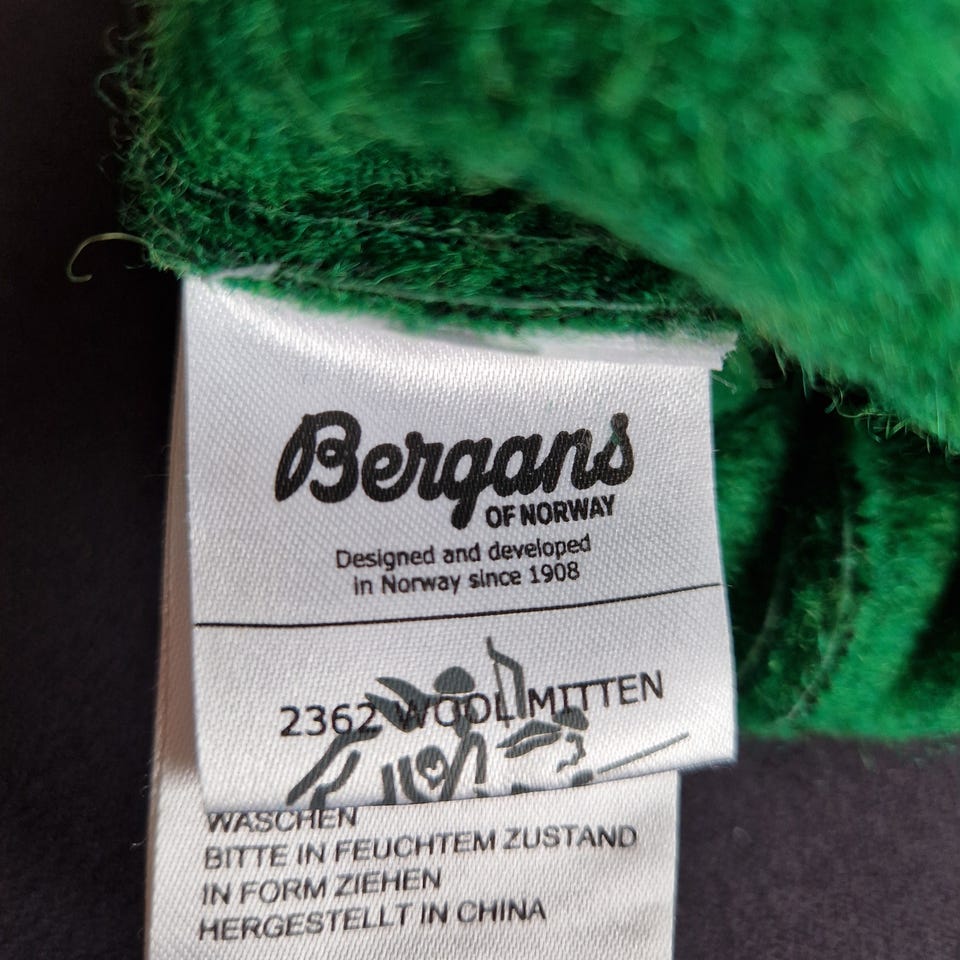 Bergans
OF NORWAY
Designed and developed
in Norway since 1908
2362 WOOL MITTEN
WASCHEN
BITTE IN FEUCHTEM ZUSTAND
IN FORM ZIEHEN
HERGESTELLT IN CHINA